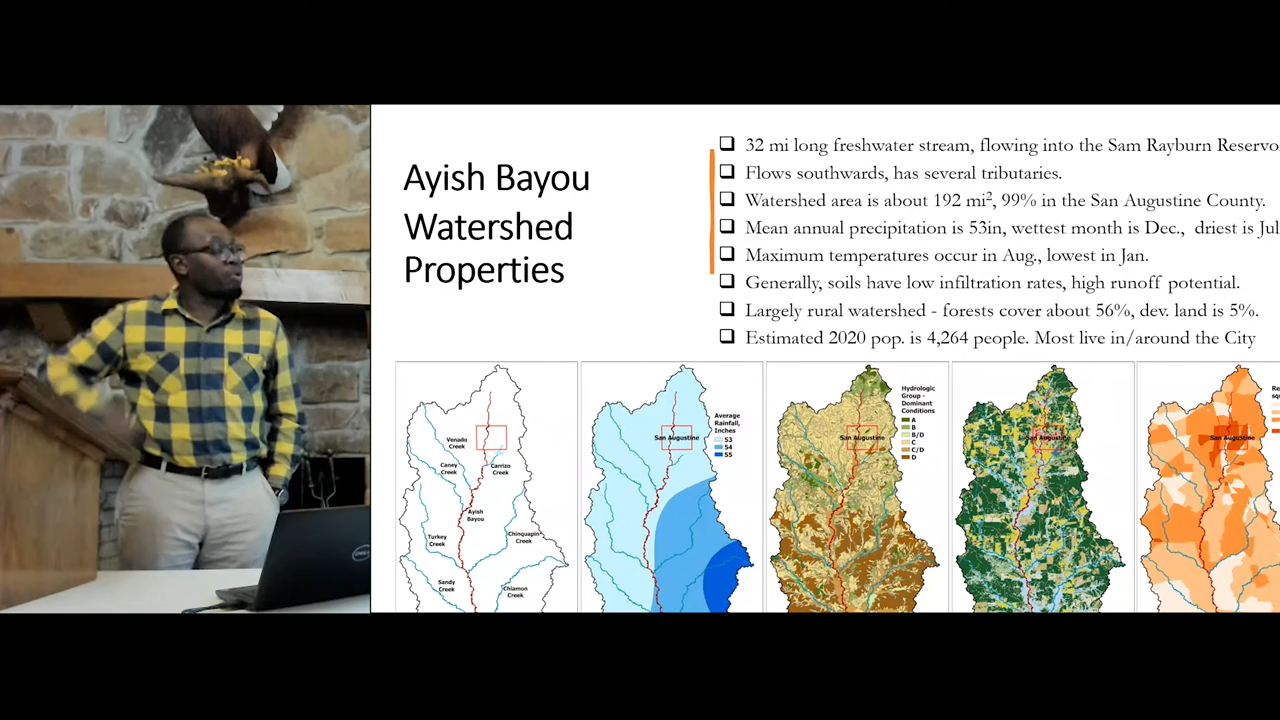 Ayish Bayou
Watershed
Properties
32 mi long freshwater stream, flowing into the Sam Rayburn Reservo
Flows southwards, has several tributaries.
Watershed area is about 192 mi², 99% in the San Augustine County.
Mean annual precipitation is 53in, wettest month is Dec., driest is Jul
Maximum temperatures occur in Aug., lowest in Jan.
Generally, soils have low infiltration rates, high runoff potential.
Largely rural watershed - forests cover about 56%, dev. land is 5%.
Estimated 2020 pop. is 4,264 people. Most live in/around the City
Venado
Creek
Caney
Creek
Carrizo
Creek
Ayish
Bayou
Turkey
Creek
Chinquapin
Creek
Sandy
Creek
Chiamon
Creek
San Augustine
Average
Rainfall,
Inches
53
54
55
San Augustine
Hydrologic
Group -
Dominant
Conditions
A
B
B/D
C
C/D
D
San Augustine
San Augustine
Re
squ
DELL